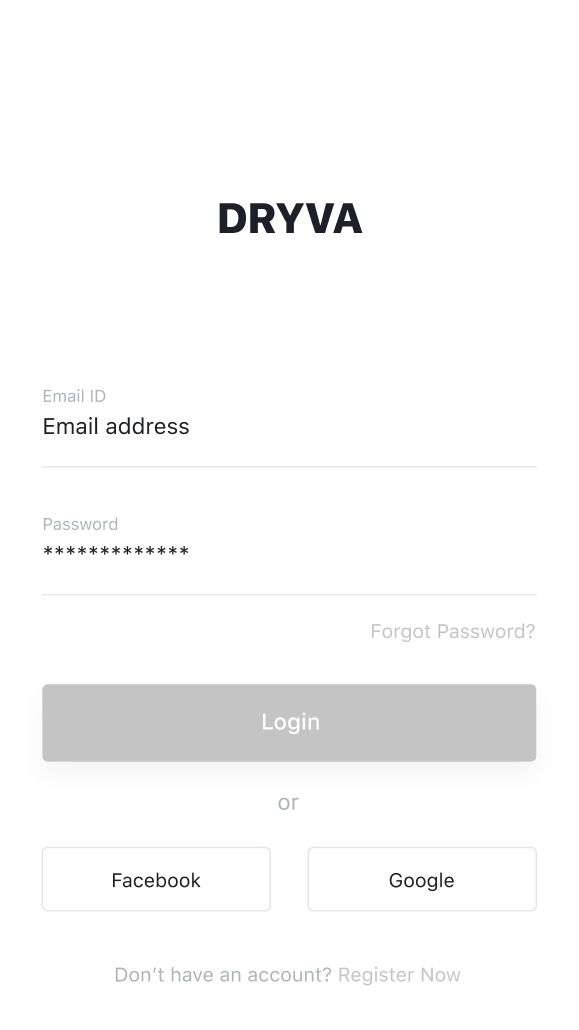 DRYVA
Email ID
Email address
Password
*************
Forgot Password?
Login
or
Facebook
Google
Don’t have an account? Register Now